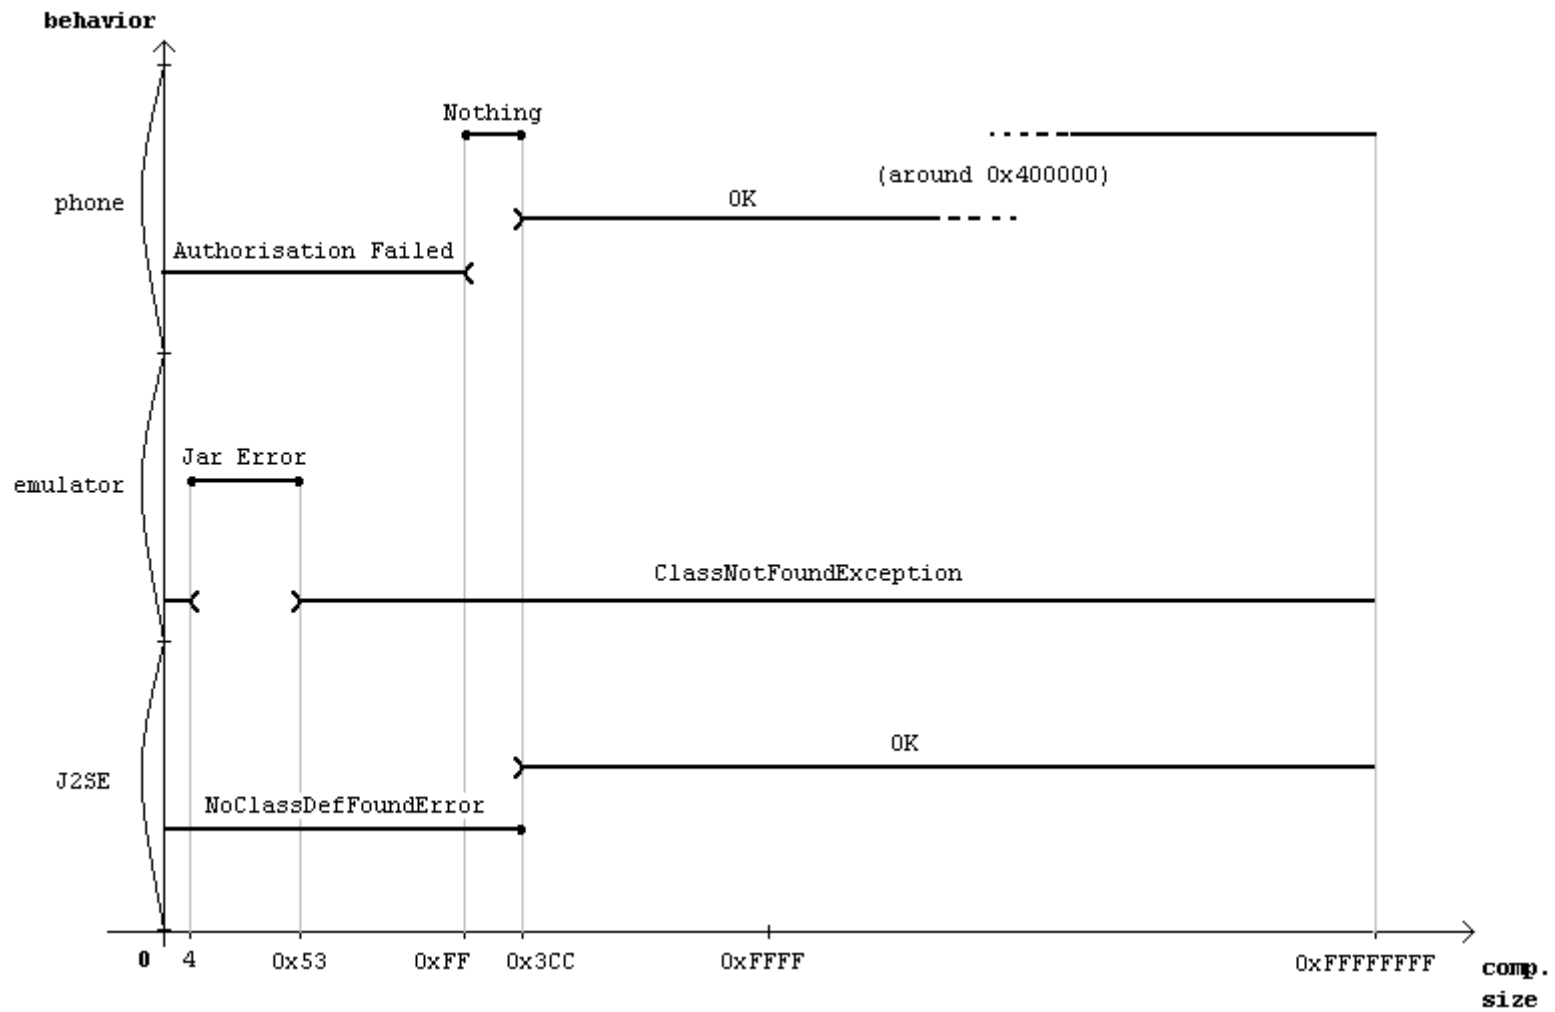 behavior
Nothing
(around 0x400000)
OK
phone
Authorisation Failed
Jar Error
emulator
ClassNotFoundException
OK
J2SE
NoClassDefFoundError
0 4 0x53 0xFF 0x3CC 0xFFFF 0xFFFFFFFF comp.
size